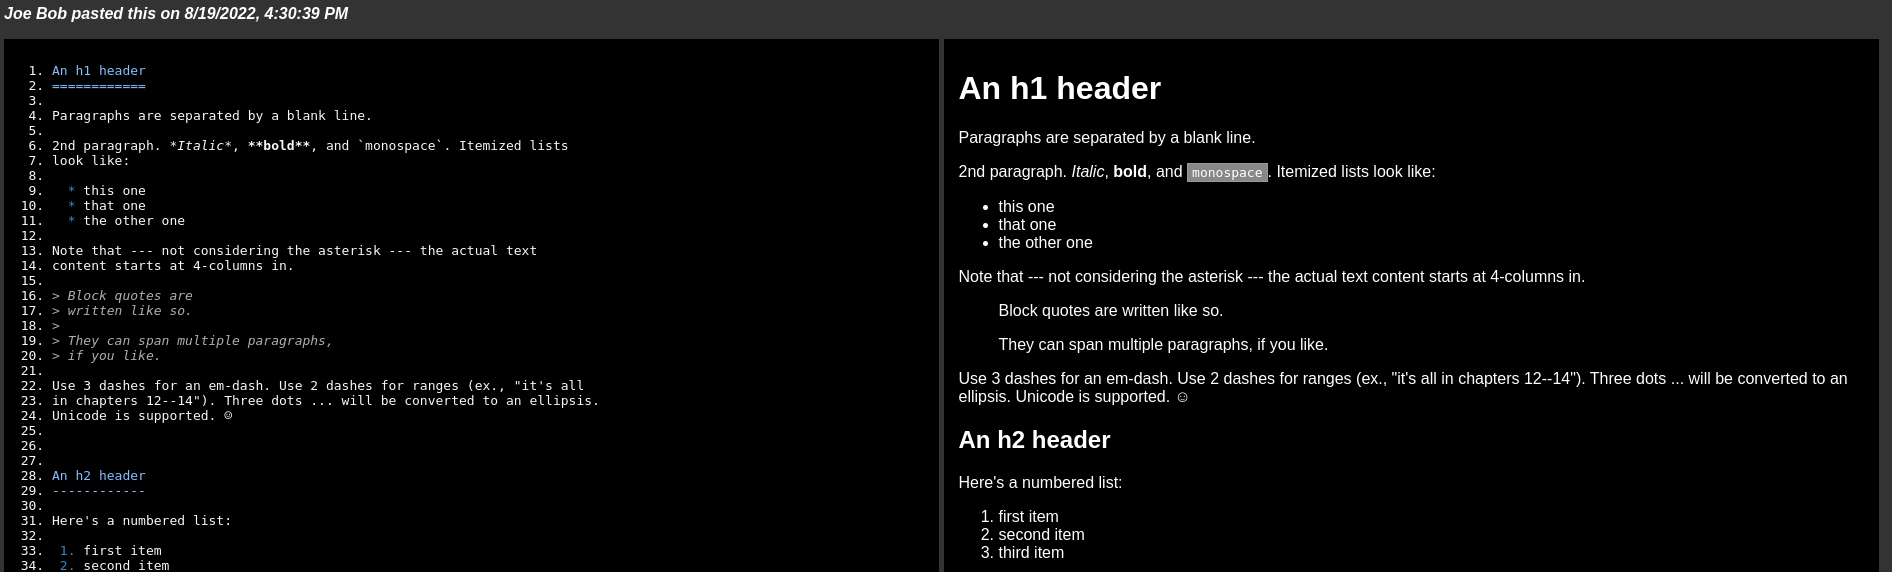 Joe Bob pasted this on 8/19/2022, 4:30:39 PM
1. An h1 header
2. ============
3.
4. Paragraphs are separated by a blank line.
5.
6. 2nd paragraph. *Italic*, **bold**, and `monospace`. Itemized lists
7. look like:
8.
9.   * this one
10.   * that one
11.   * the other one
12.
13. Note that --- not considering the asterisk --- the actual text
14. content starts at 4-columns in.
15.
16. > Block quotes are
17. > written like so.
18. >
19. > They can span multiple paragraphs,
20. > if you like.
21.
22. Use 3 dashes for an em-dash. Use 2 dashes for ranges (ex., "it's all
23. in chapters 12--14"). Three dots ... will be converted to an ellipsis.
24. Unicode is supported. ☺
25.
26.
27.
28. An h2 header
29. ------------
30.
31. Here's a numbered list:
32.
33.  1. first item
34.  2. second item
An h1 header
Paragraphs are separated by a blank line.
2nd paragraph. Italic, bold, and monospace. Itemized lists look like:
• this one
• that one
• the other one
Note that --- not considering the asterisk --- the actual text content starts at 4-columns in.
Block quotes are written like so.
They can span multiple paragraphs, if you like.
Use 3 dashes for an em-dash. Use 2 dashes for ranges (ex., "it's all in chapters 12--14"). Three dots ... will be converted to an
ellipsis. Unicode is supported. ☺
An h2 header
Here's a numbered list:
1. first item
2. second item
3. third item